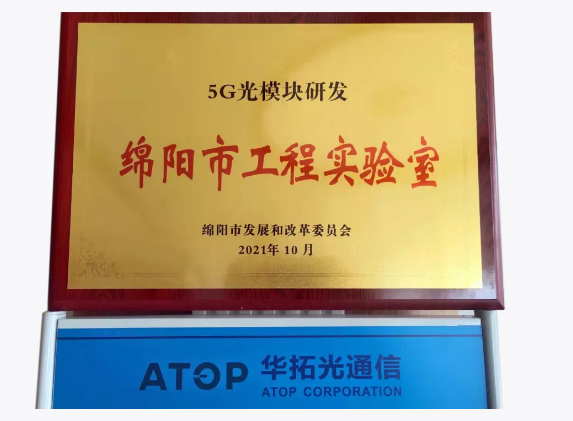 5G光模块研发
绵阳市工程实验室
绵阳市发展和改革委员会
2021年 10 月
ATOP 华拓光通信
ATOP CORPORATION